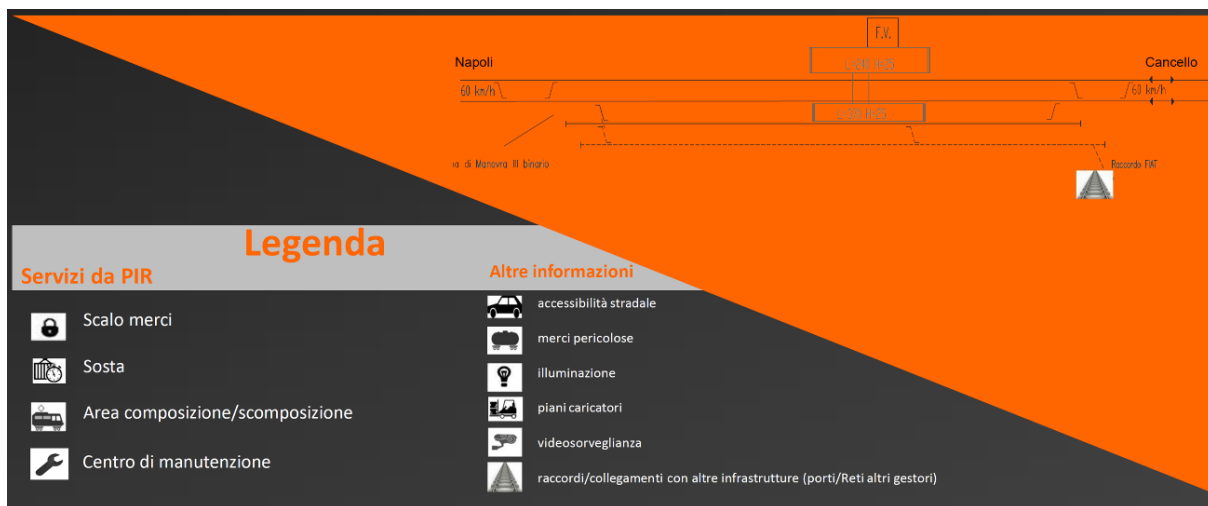 F.V.
Napoli
Cancello
60 km/h
60 km/h
di Manovra III binario
Raccordo FIAT
Legenda
Servizi da PIR
Altre informazioni
Scalo merci
Sosta
Area composizione/scomposizione
Centro di manutenzione
accessibilità stradale
merci pericolose
illuminazione
piani caricatori
videosorveglianza
raccordi/collegamenti con altre infrastrutture (porti/Reti altri gestori)